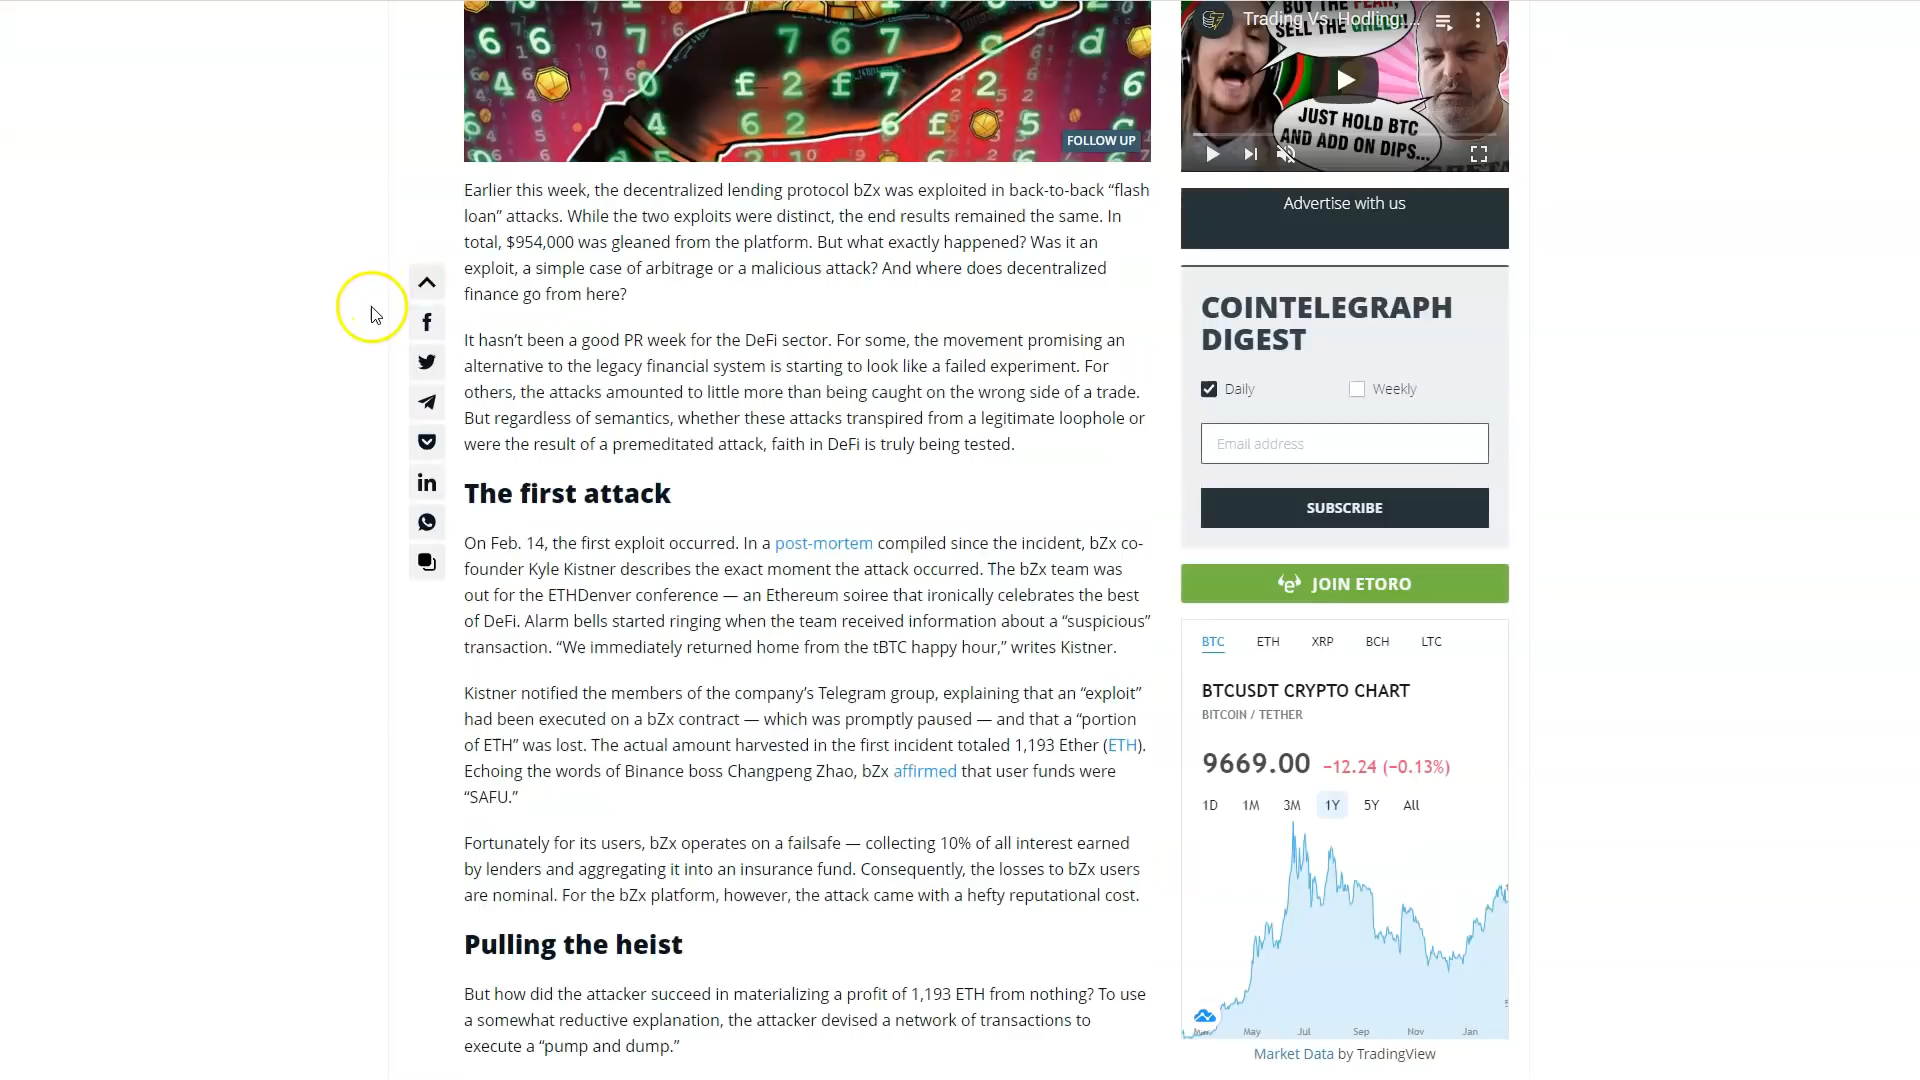 FOLLOW UP
Earlier this week, the decentralized lending protocol bZx was exploited in back-to-back “flash
loan” attacks. While the two exploits were distinct, the end results remained the same. In
total, $954,000 was gleaned from the platform. But what exactly happened? Was it an
exploit, a simple case of arbitrage or a malicious attack? And where does decentralized
finance go from here?
It hasn’t been a good PR week for the DeFi sector. For some, the movement promising an
alternative to the legacy financial system is starting to look like a failed experiment. For
others, the attacks amounted to little more than being caught on the wrong side of a trade.
But regardless of semantics, whether these attacks transpired from a legitimate loophole or
were the result of a premeditated attack, faith in DeFi is truly being tested.
The first attack
On Feb. 14, the first exploit occurred. In a post-mortem compiled since the incident, bZx co-
founder Kyle Kistner describes the exact moment the attack occurred. The bZx team was
out for the ETHDenver conference — an Ethereum soiree that ironically celebrates the best
of DeFi. Alarm bells started ringing when the team received information about a “suspicious”
transaction. “We immediately returned home from the tBTC happy hour,” writes Kistner.
Kistner notified the members of the company’s Telegram group, explaining that an “exploit”
had been executed on a bZx contract — which was promptly paused — and that a “portion
of ETH” was lost. The actual amount harvested in the first incident totaled 1,193 Ether (ETH).
Echoing the words of Binance boss Changpeng Zhao, bZx affirmed that user funds were
“SAFU.”
Fortunately for its users, bZx operates on a failsafe — collecting 10% of all interest earned
by lenders and aggregating it into an insurance fund. Consequently, the losses to bZx users
are nominal. For the bZx platform, however, the attack came with a hefty reputational cost.
Pulling the heist
But how did the attacker succeed in materializing a profit of 1,193 ETH from nothing? To use
a somewhat reductive explanation, the attacker devised a network of transactions to
execute a “pump and dump.”
Trading Vs. Hodling:...
BUY THE FEAR,
SELL THE GREED!
JUST HOLD BTC
AND ADD ON DIPS...
Advertise with us
COINTELEGRAPH
DIGEST
Daily Weekly
Email address
SUBSCRIBE
JOIN ETORO
BTC ETH XRP BCH LTC
BTCUSDT CRYPTO CHART
BITCOIN / TETHER
9669.00 −12.24 (−0.13%)
1D 1M 3M 1Y 5Y All
May Jul Sep Nov Jan
Market Data by TradingView